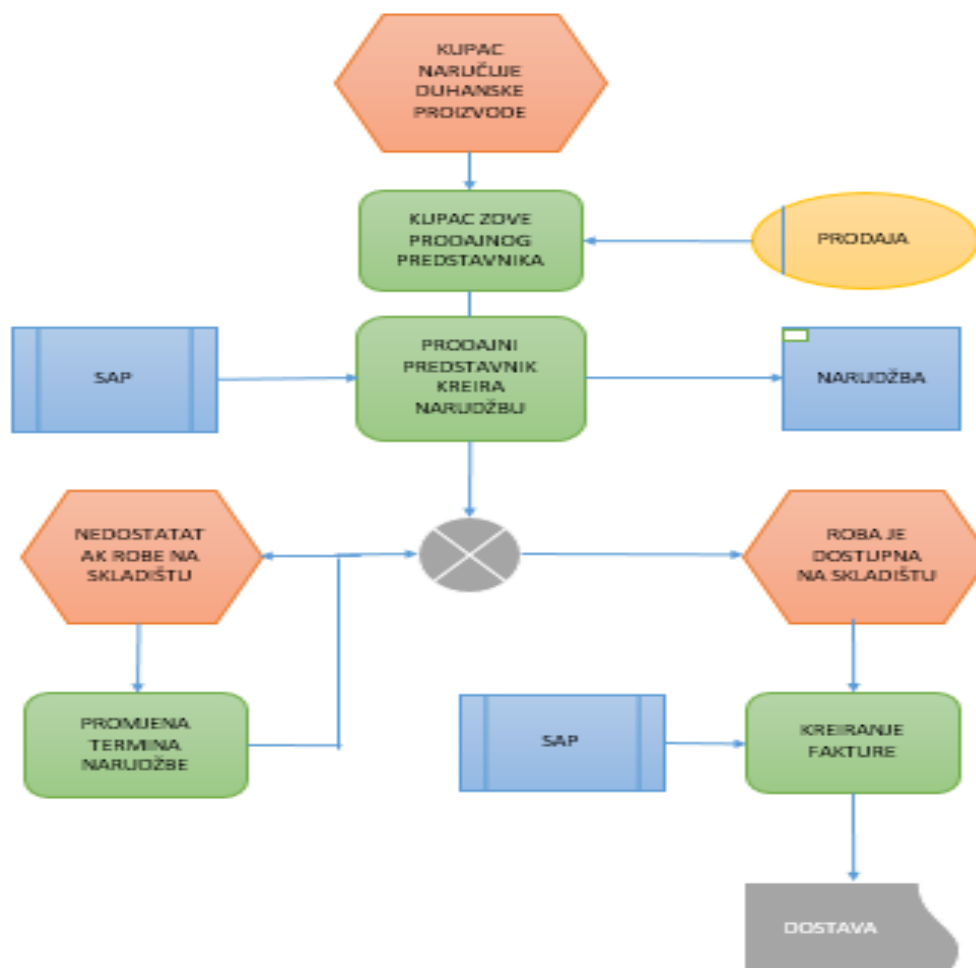 KUPAC
NARUČUJE
DUHANSKE
PROIZVODE
KUPAC ZOVE
PRODAJNOG
PREDSTAVNIKA
PRODAJA
SAP
PRODAJNI
PREDSTAVNIK
KREIRA
NARUDŽBU
NARUDŽBA
NEDOSTATAT
AK ROBE NA
SKLADIŠTU
ROBA JE
DOSTUPNA
NA SKLADIŠTU
PROMJENA
TERMINA
NARUDŽBE
SAP
KREIRANJE
FAKTURE
DOSTAVA